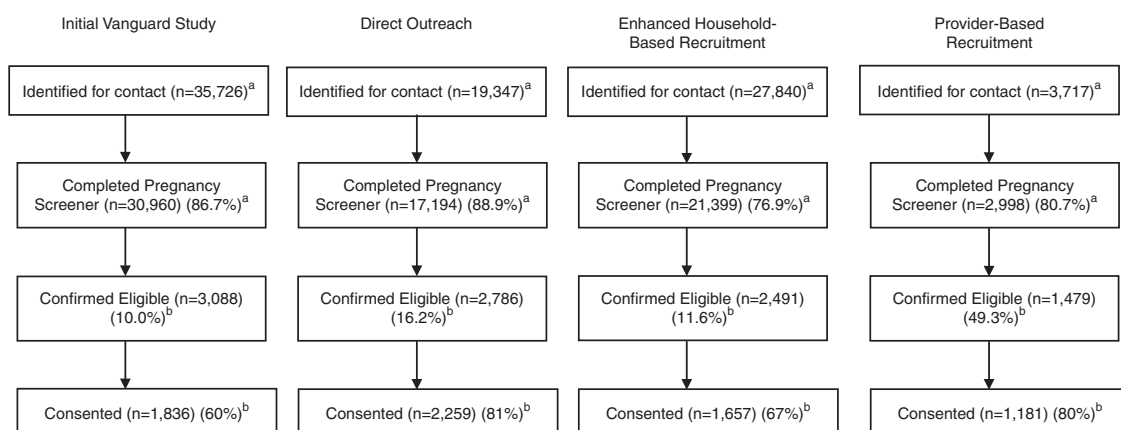 Initial Vanguard Study
Identified for contact (n=35,726)a
Completed Pregnancy
Screener (n=30,960) (86.7%)a
Confirmed Eligible (n=3,088)
(10.0%)b
Consented (n=1,836) (60%)b
Direct Outreach
Identified for contact (n=19,347)a
Completed Pregnancy
Screener (n=17,194) (88.9%)a
Confirmed Eligible (n=2,786)
(16.2%)b
Consented (n=2,259) (81%)b
Enhanced Household-
Based Recruitment
Identified for contact (n=27,840)a
Completed Pregnancy
Screener (n=21,399) (76.9%)a
Confirmed Eligible (n=2,491)
(11.6%)b
Consented (n=1,657) (67%)b
Provider-Based
Recruitment
Identified for contact (n=3,717)a
Completed Pregnancy
Screener (n=2,998) (80.7%)a
Confirmed Eligible (n=1,479)
(49.3%)b
Consented (n=1,181) (80%)b